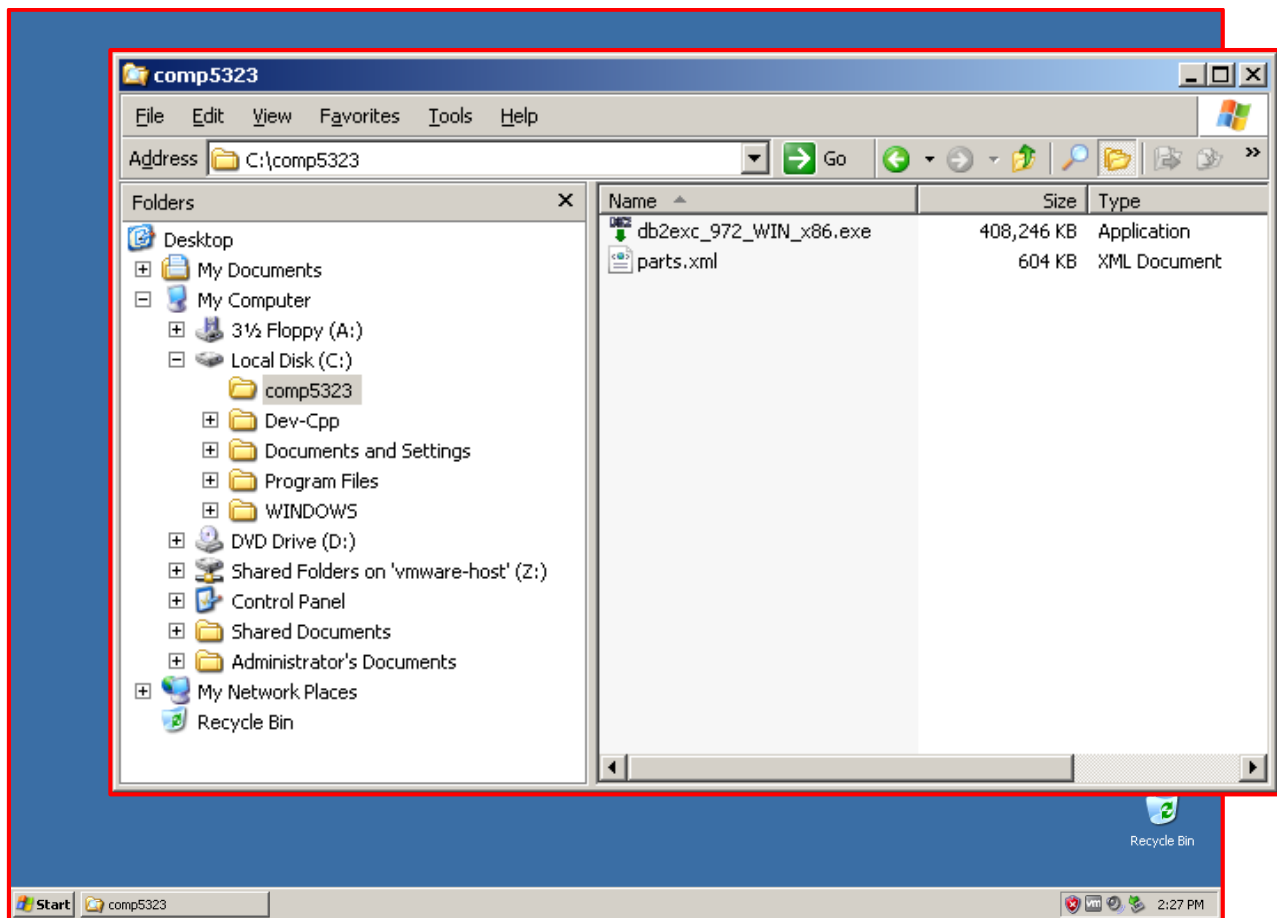 comp5323
File Edit View Favorites Tools Help
Address C:\comp5323 Go »
Folders
Name Size Type
Desktop
My Documents
My Computer
3½ Floppy (A:)
Local Disk (C:)
comp5323
Dev-Cpp
Documents and Settings
Program Files
WINDOWS
DVD Drive (D:)
Shared Folders on 'vmware-host' (Z:)
Control Panel
Shared Documents
Administrator's Documents
My Network Places
Recycle Bin
db2exc_972_WIN_x86.exe 408,246 KB Application
parts.xml 604 KB XML Document
Recycle Bin
Start comp5323 2:27 PM